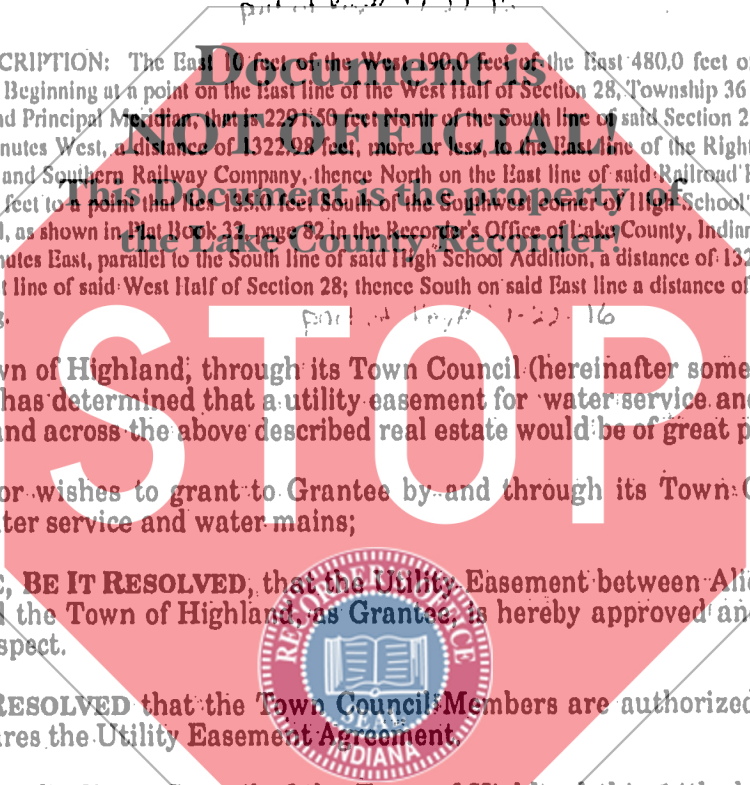 CRIPTION: The East 10 feet of the West 190.0 feet of the East 480.0 feet o
Document is
Beginning at a point on the East line of the West Half of Section 28, Township 36
nd Principal Meridian, that is 2291.50 feet North of the South line of said Section 2
NOT OFFICIAL!
nutes West, a distance of 1322.98 feet, more or less, to the East line of the Right
and Southern Railway Company, thence North on the East line of said Railroad
This Document is the property of
feet to a point that lies 135.0 feet South of the Southwest corner of High School
, as shown in Plat Book 33, page 82 in the Recorder's Office of Lake County, Indian
the Lake County Recorder!
utes East, parallel to the South line of said High School Addition, a distance of 132
line of said West Half of Section 28; thence South on said East line a distance of
STOP
wn of Highland, through its Town Council (hereinafter some
has determined that a utility easement for water service and
and across the above described real estate would be of great p
or wishes to grant to Grantee by and through its Town C
ter service and water mains;
, BE IT RESOLVED, that the Utility Easement between Ali
the Town of Highland, as Grantee, is hereby approved an
spect.
RECORDER'S OFFICE
SEAL
INDIANA
RESOLVED that the Town Council Members are authorized
res the Utility Easement Agreement.